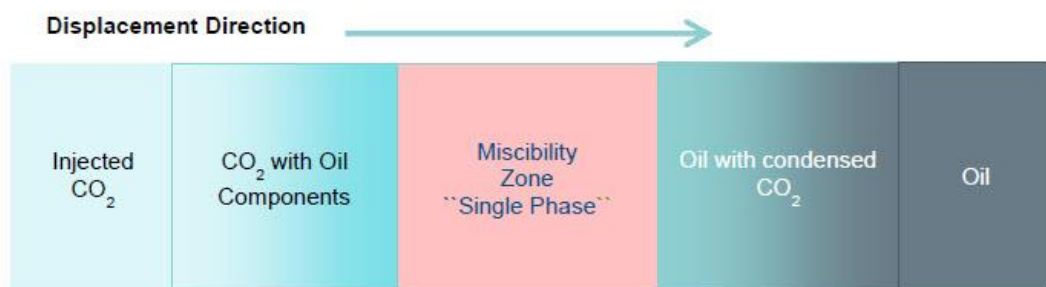 Displacement Direction
Injected
CO₂
CO₂ with Oil
Components
Miscibility
Zone
``Single Phase``
Oil with condensed
CO₂
Oil